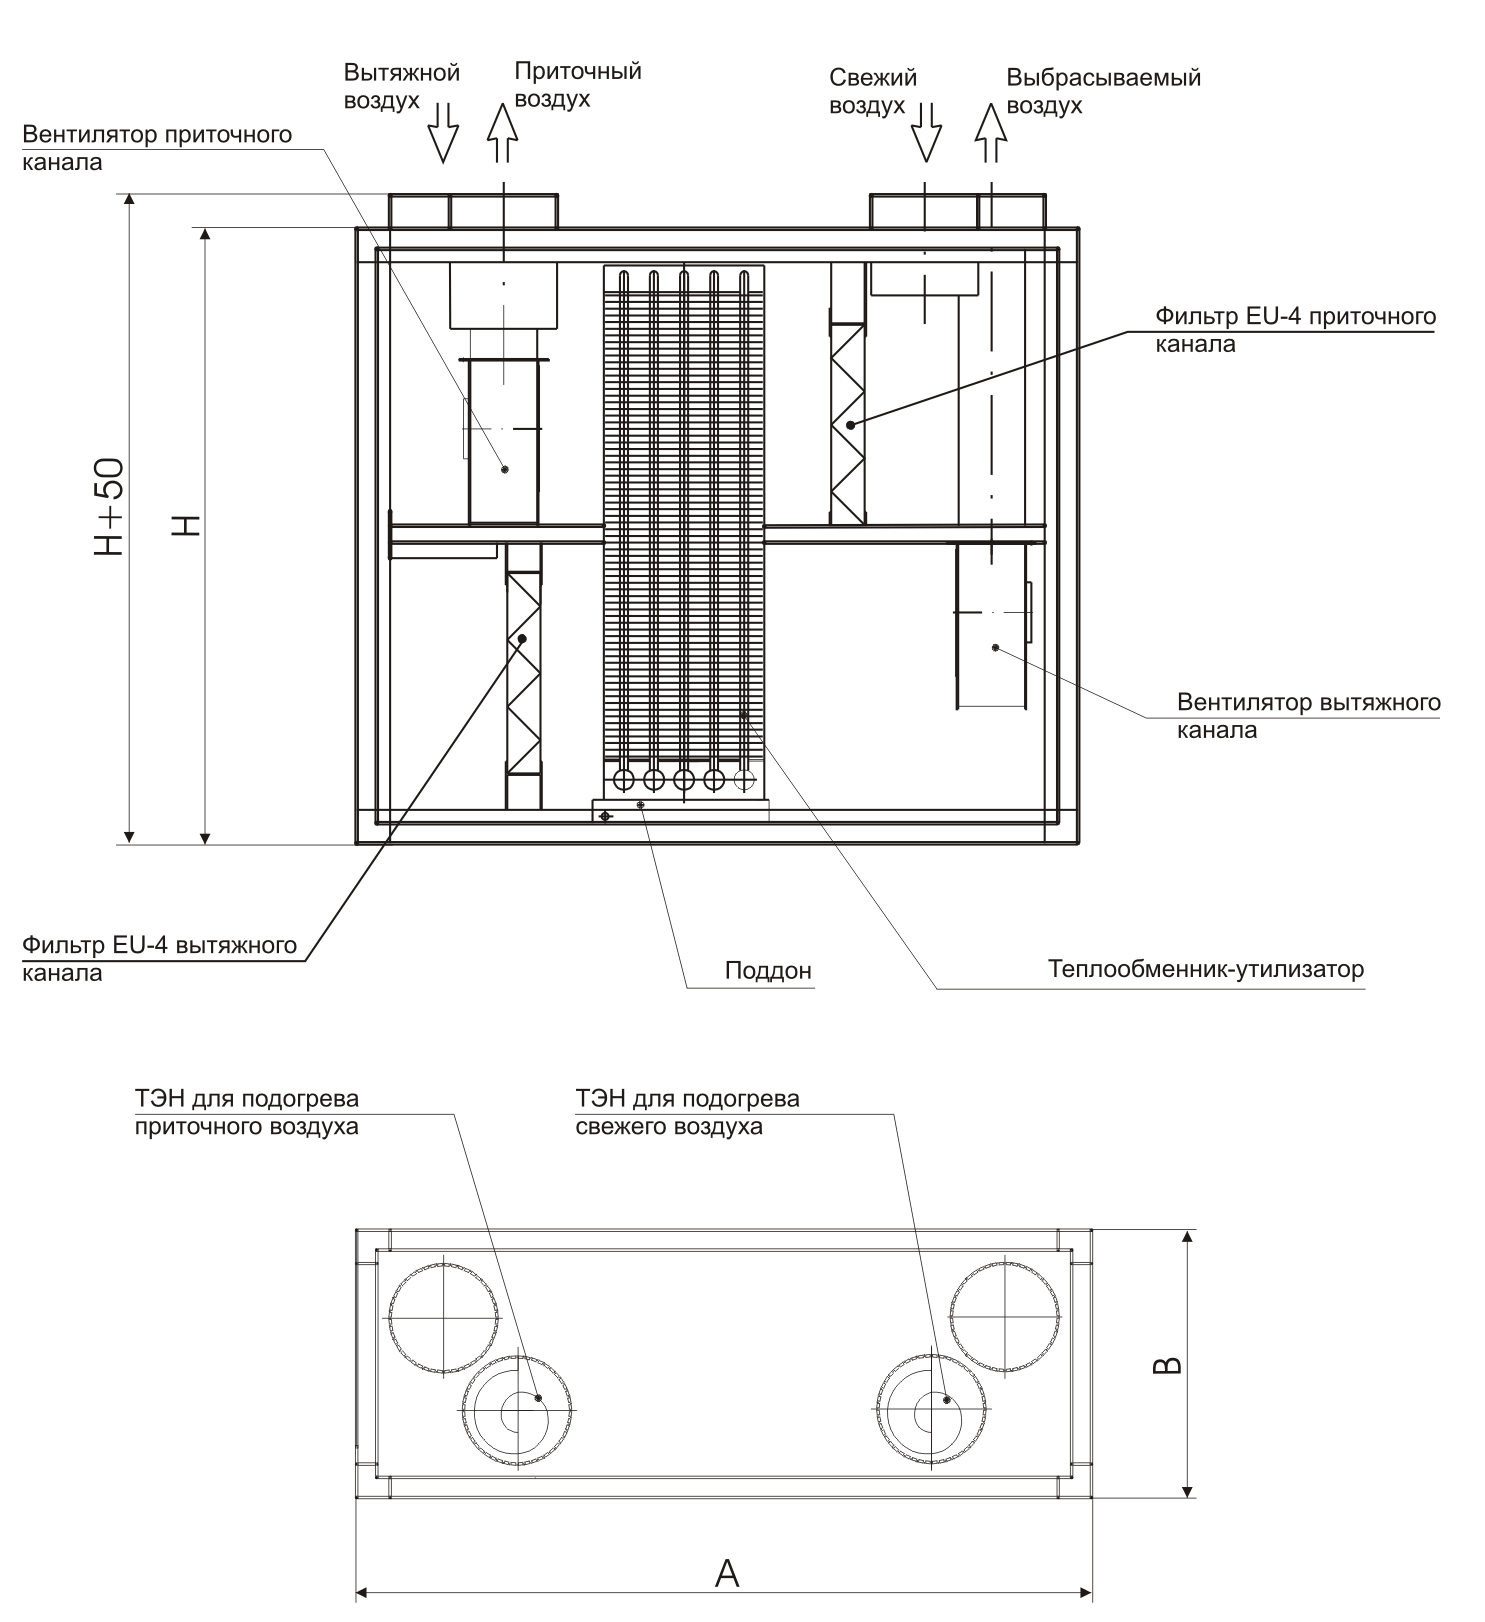 Вытяжной
воздух
Приточный
воздух
Свежий
воздух
Выбрасываемый
воздух
Вентилятор приточного
канала
Фильтр EU-4 приточного
канала
H+50
H
Вентилятор вытяжного
канала
Фильтр EU-4 вытяжного
канала
Поддон
Теплообменник-утилизатор
ТЭН для подогрева
приточного воздуха
ТЭН для подогрева
свежего воздуха
B
A